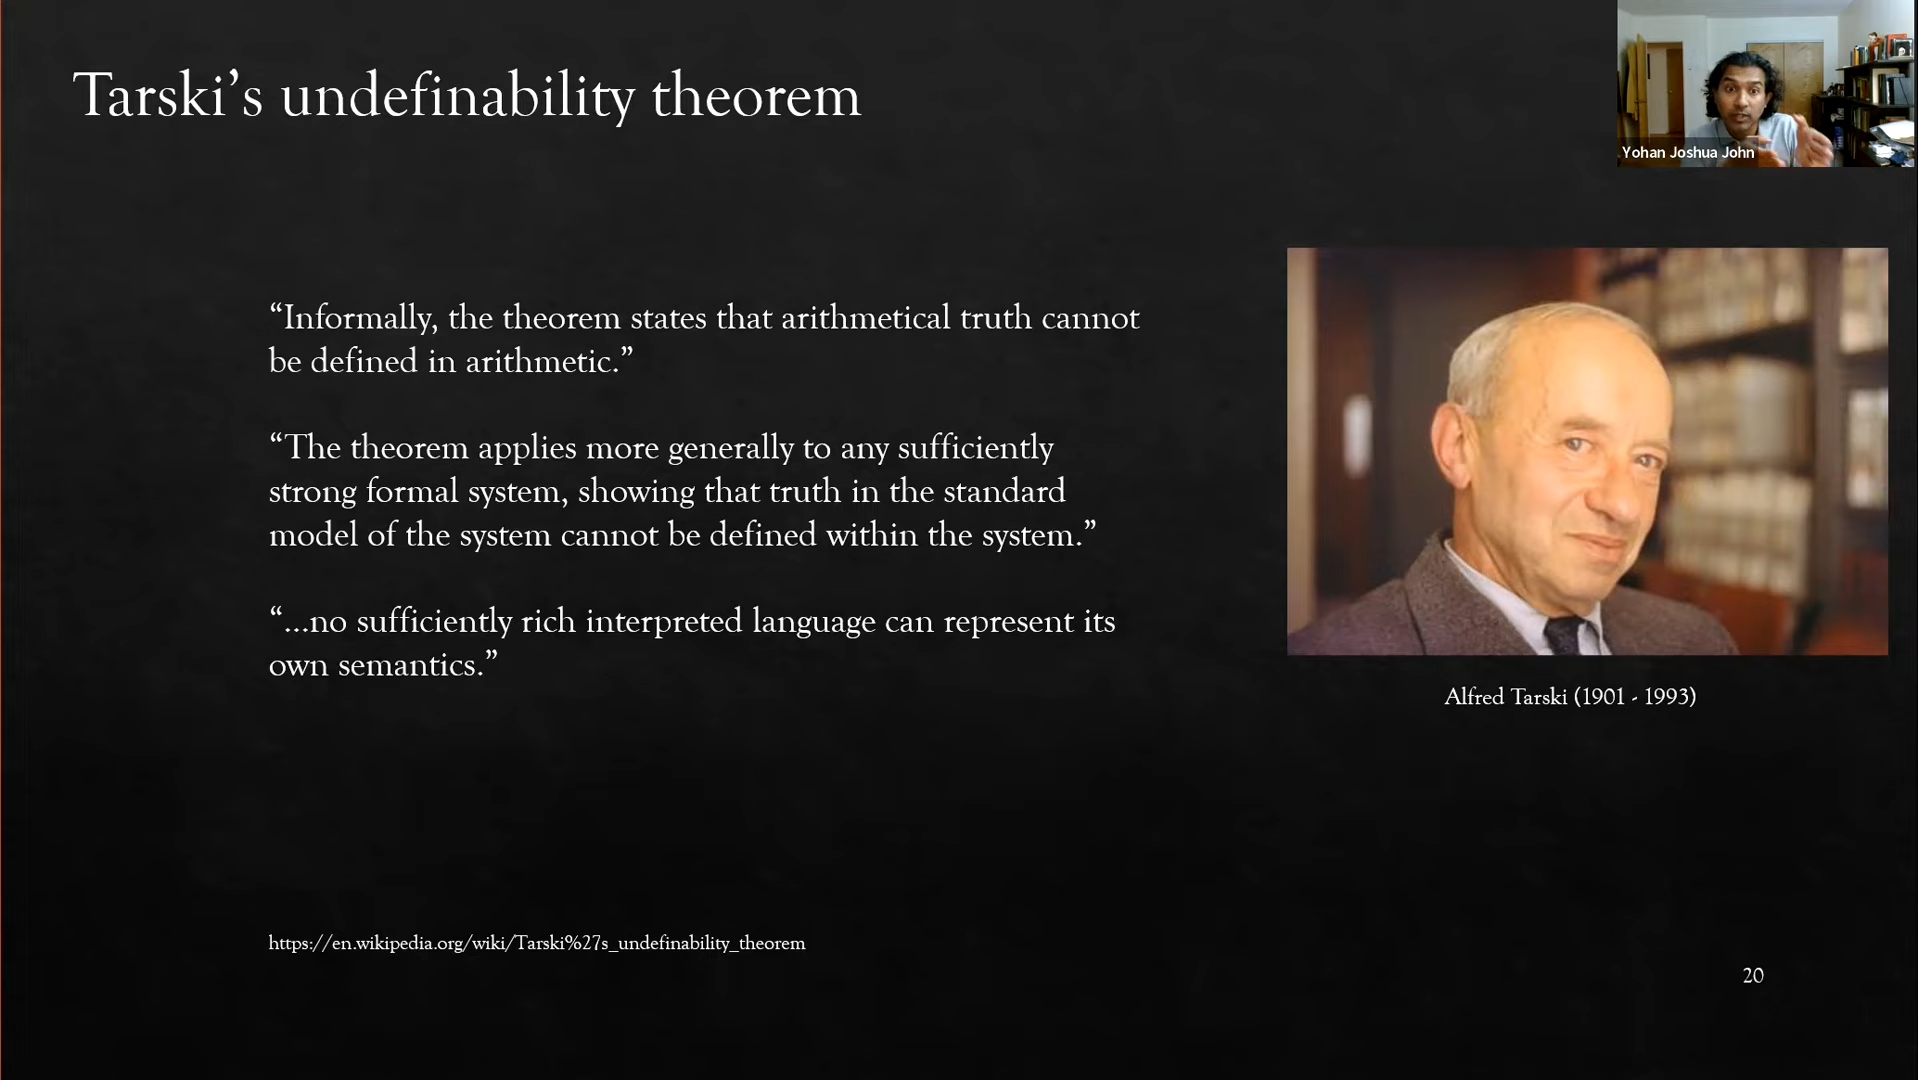 Tarski’s undefinability theorem
Yohan Joshua John
“Informally, the theorem states that arithmetical truth cannot
be defined in arithmetic.”
“The theorem applies more generally to any sufficiently
strong formal system, showing that truth in the standard
model of the system cannot be defined within the system.”
“...no sufficiently rich interpreted language can represent its
own semantics.”
Alfred Tarski (1901 - 1993)
https://en.wikipedia.org/wiki/Tarski%27s_undefinability_theorem
20